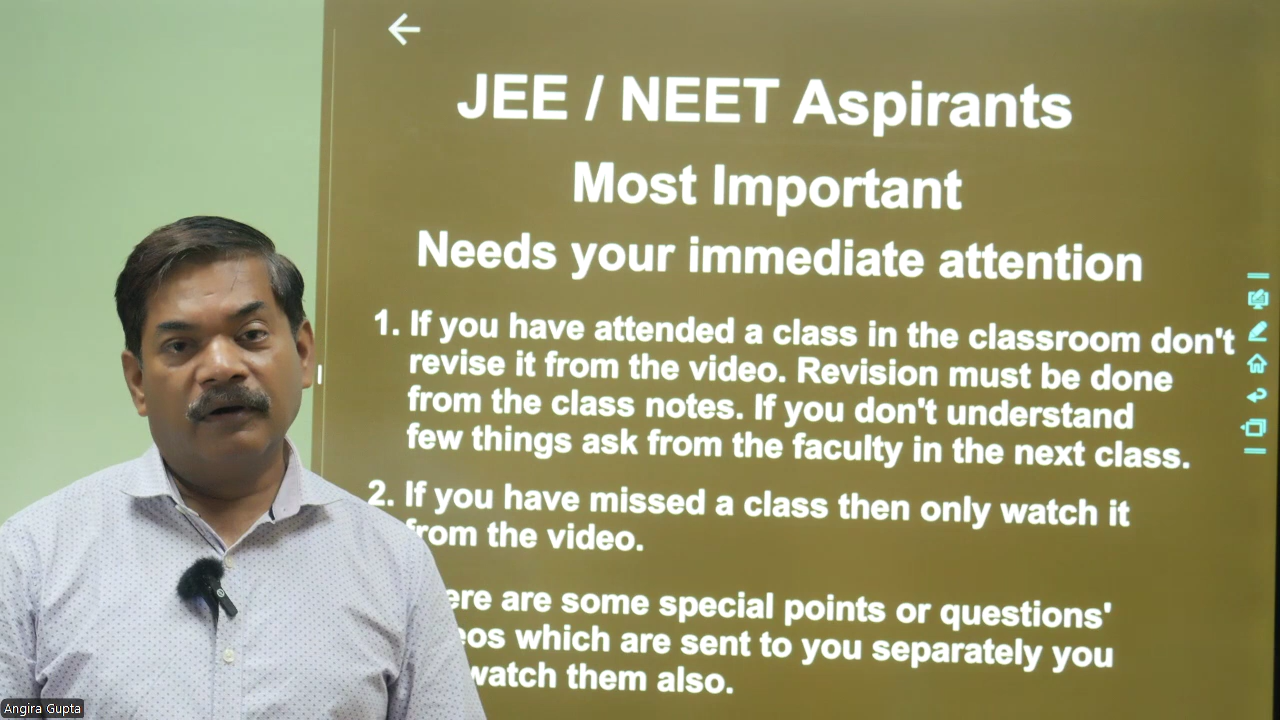 JEE / NEET Aspirants
Most Important
Needs your immediate attention
1. If you have attended a class in the classroom don't
revise it from the video. Revision must be done
from the class notes. If you don't understand
few things ask from the faculty in the next class.
2. If you have missed a class then only watch it
from the video.
are some special points or questions'
which are sent to you separately you
watch them also.
Angira Gupta